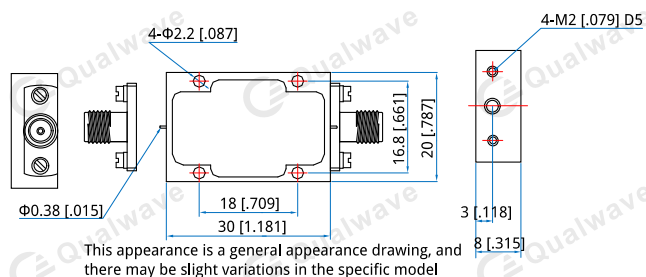 4-Φ2.2 [.087]
4-M2 [.079] D5
16.8 [.661]
20 [.787]
Φ0.38 [.015]
18 [.709]
30 [1.181]
3 [.118]
8 [.315]
This appearance is a general appearance drawing, and
there may be slight variations in the specific model
Qualwave
Qualwave
Qualwave
Qualwave
Qualwave
Qualwave